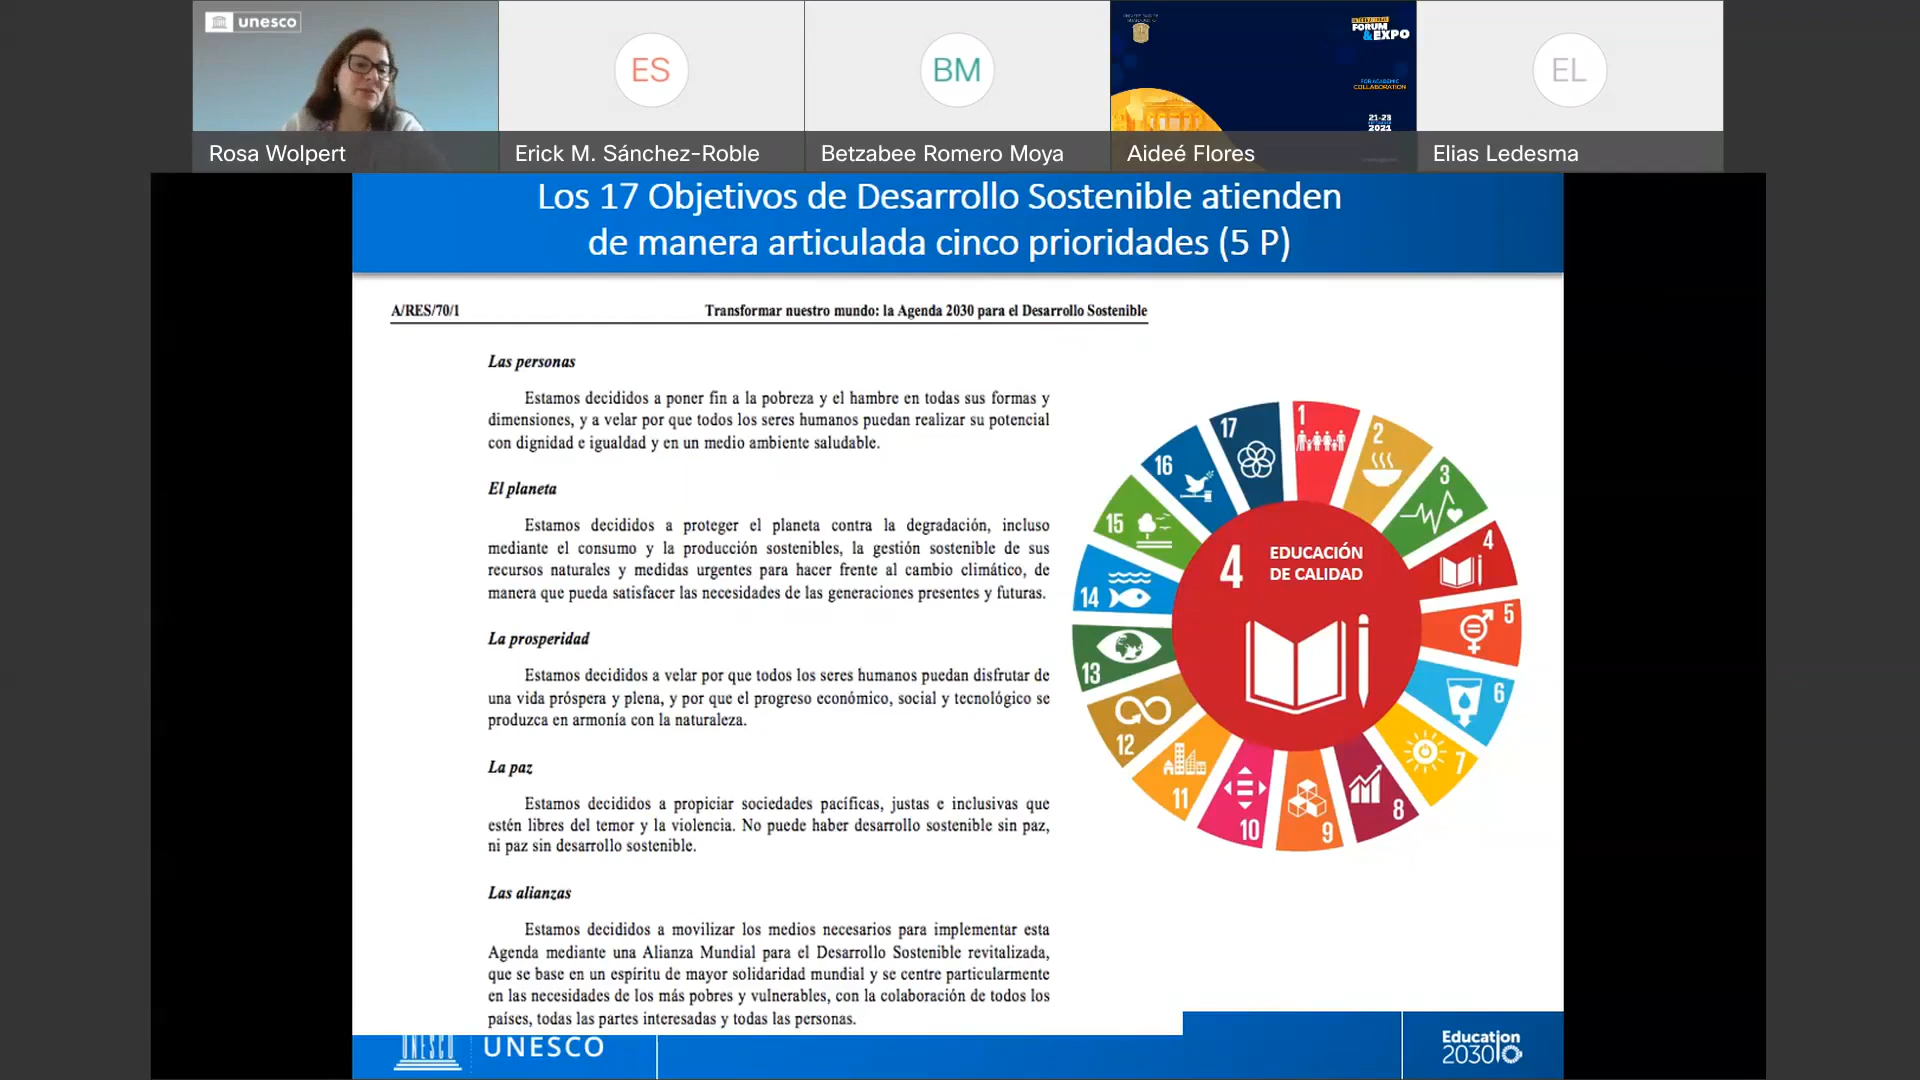 unesco
ES
BM
INTERNATIONAL
FORUM
&EXPO
FOR ACADEMIC
COLLABORATION
21-23
2021
EL
Rosa Wolpert
Erick M. Sánchez-Roble
Betzabee Romero Moya
Aideé Flores
Elias Ledesma
Los 17 Objetivos de Desarrollo Sostenible atienden
de manera articulada cinco prioridades (5 P)
A/RES/70/1
Transformar nuestro mundo: la Agenda 2030 para el Desarrollo Sostenible
Las personas
Estamos decididos a poner fin a la pobreza y el hambre en todas sus formas y
dimensiones, y a velar por que todos los seres humanos puedan realizar su potencial
con dignidad e igualdad y en un medio ambiente saludable.
El planeta
Estamos decididos a proteger el planeta contra la degradación, incluso
mediante el consumo y la producción sostenibles, la gestión sostenible de sus
recursos naturales y medidas urgentes para hacer frente al cambio climático, de
manera que pueda satisfacer las necesidades de las generaciones presentes y futuras.
La prosperidad
Estamos decididos a velar por que todos los seres humanos puedan disfrutar de
una vida próspera y plena, y por que el progreso económico, social y tecnológico se
produzca en armonía con la naturaleza.
La paz
Estamos decididos a propiciar sociedades pacíficas, justas e inclusivas que
estén libres del temor y la violencia. No puede haber desarrollo sostenible sin paz,
ni paz sin desarrollo sostenible.
Las alianzas
Estamos decididos a movilizar los medios necesarios para implementar esta
Agenda mediante una Alianza Mundial para el Desarrollo Sostenible revitalizada,
que se base en un espíritu de mayor solidaridad mundial y se centre particularmente
en las necesidades de los más pobres y vulnerables, con la colaboración de todos los
países, todas las partes interesadas y todas las personas.
1
2
3
4
5
6
7
8
9
10
11
12
13
14
15
16
17
4
EDUCACIÓN
DE CALIDAD
UNESCO
UNESCO
Education
2030